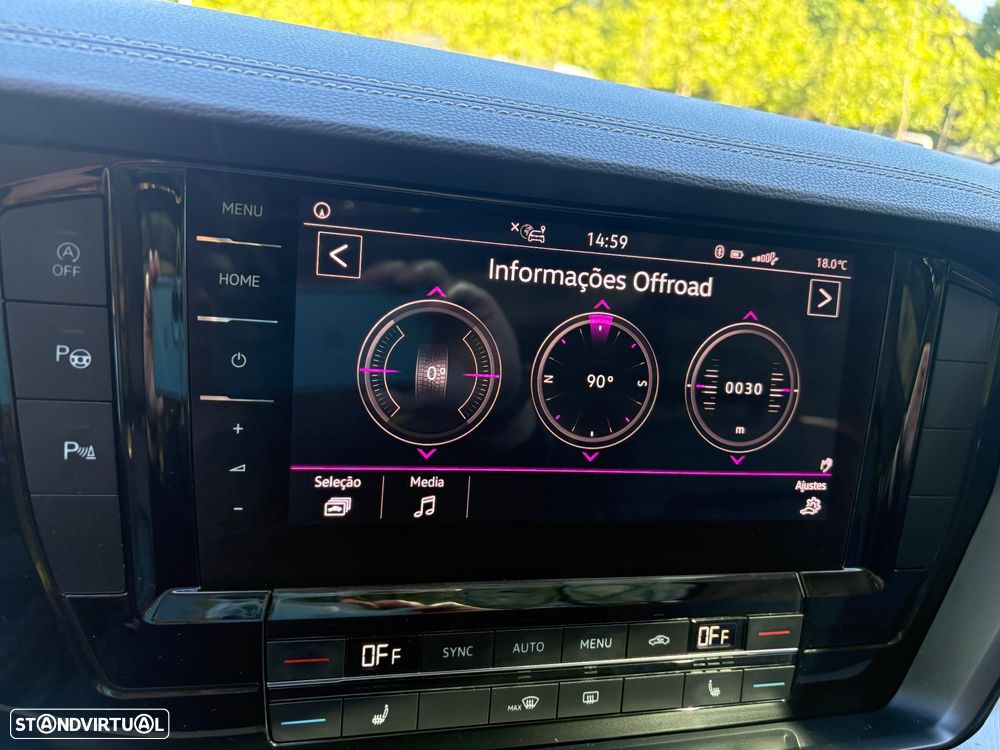 MENU
HOME
+
-
A
OFF
P
P
14:59
18.0°C
<
Informações Offroad
>
0°
90°
N
S
0030
m
Seleção
Media
Ajustes
OFF
SYNC
AUTO
MENU
OFF
MAX
STANDVIRTUAL